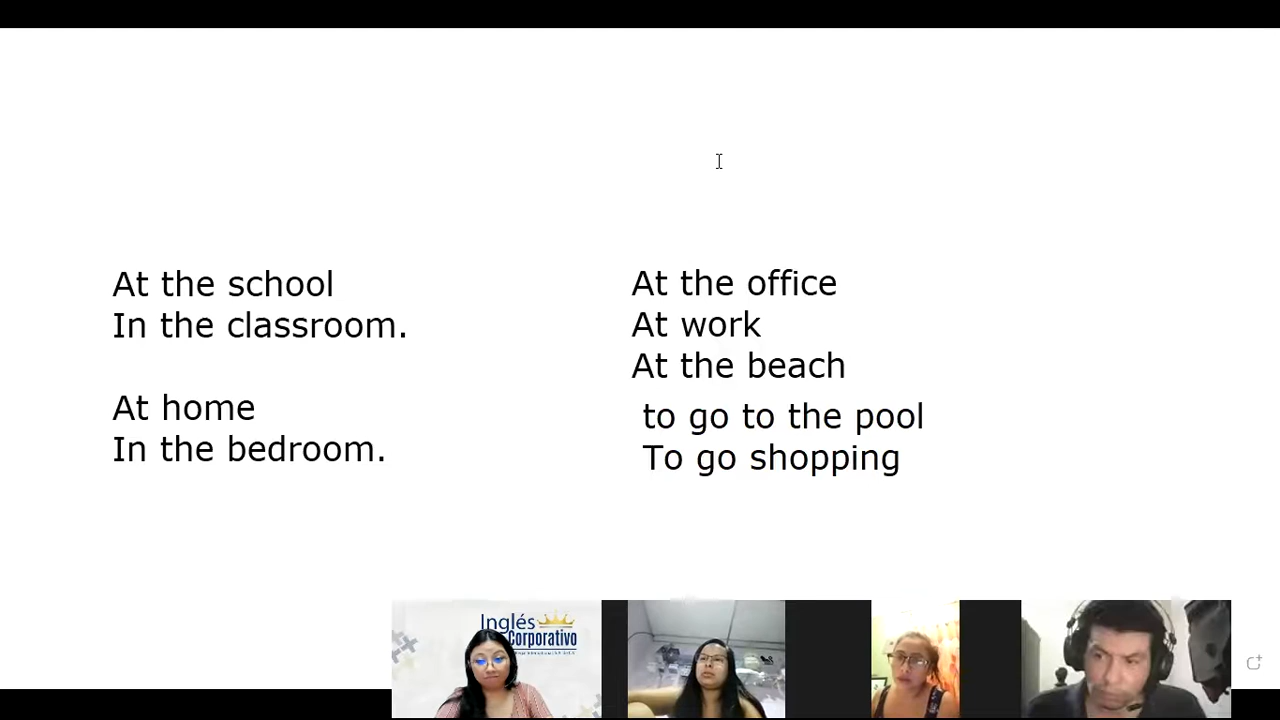 At the school
In the classroom.
At home
In the bedroom.
At the office
At work
At the beach
to go to the pool
To go shopping
Inglés
Corporativo